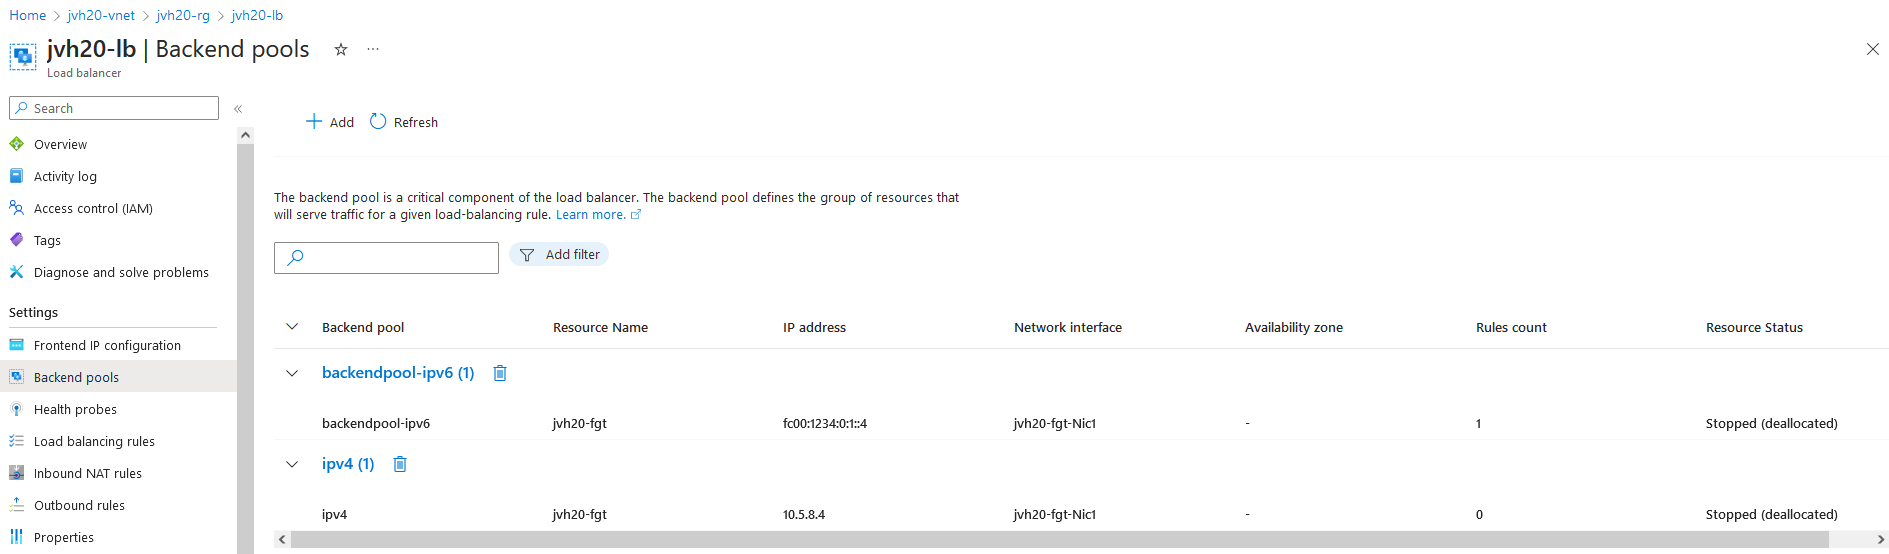 Home > jvh20-vnet > jvh20-rg > jvh20-lb
jvh20-lb | Backend pools
Load balancer
Search
Add
Refresh
Overview
Activity log
Access control (IAM)
Tags
Diagnose and solve problems
Settings
Frontend IP configuration
Backend pools
Health probes
Load balancing rules
Inbound NAT rules
Outbound rules
Properties
The backend pool is a critical component of the load balancer. The backend pool defines the group of resources that
will serve traffic for a given load-balancing rule. Learn more.
Add filter
Backend pool Resource Name IP address Network interface Availability zone Rules count Resource Status
backendpool-ipv6 (1)
backendpool-ipv6 jvh20-fgt fc00:1234:0:1::4 jvh20-fgt-Nic1 - 1 Stopped (deallocated)
ipv4 (1)
ipv4 jvh20-fgt 10.5.8.4 jvh20-fgt-Nic1 - 0 Stopped (deallocated)